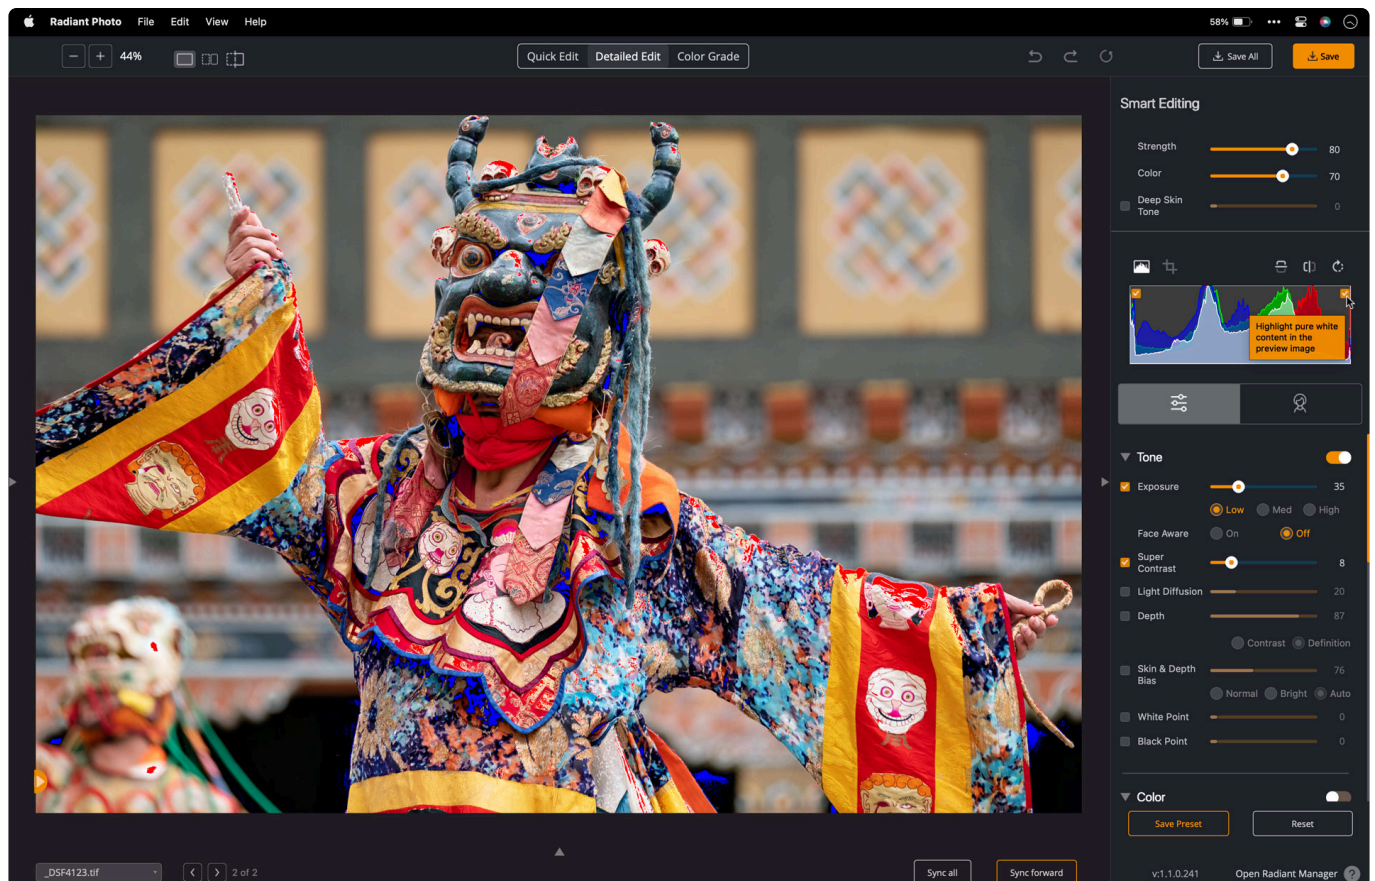 Radiant Photo File Edit View Help 58%
44%
Quick Edit Detailed Edit Color Grade
Save All
Save
Smart Editing
Strength 80
Color 70
Deep Skin
Tone 0
Highlight pure white
content in the
preview image
Tone
Exposure 35
Low Med High
Face Aware On Off
Super
Contrast 8
Light Diffusion 20
Depth 87
Contrast Definition
Skin & Depth
Bias 76
Normal Bright Auto
White Point 0
Black Point 0
Color
Save Preset Reset
_DSF4123.tif
2 of 2
Sync all
Sync forward
v:1.1.0.241
Open Radiant Manager ?